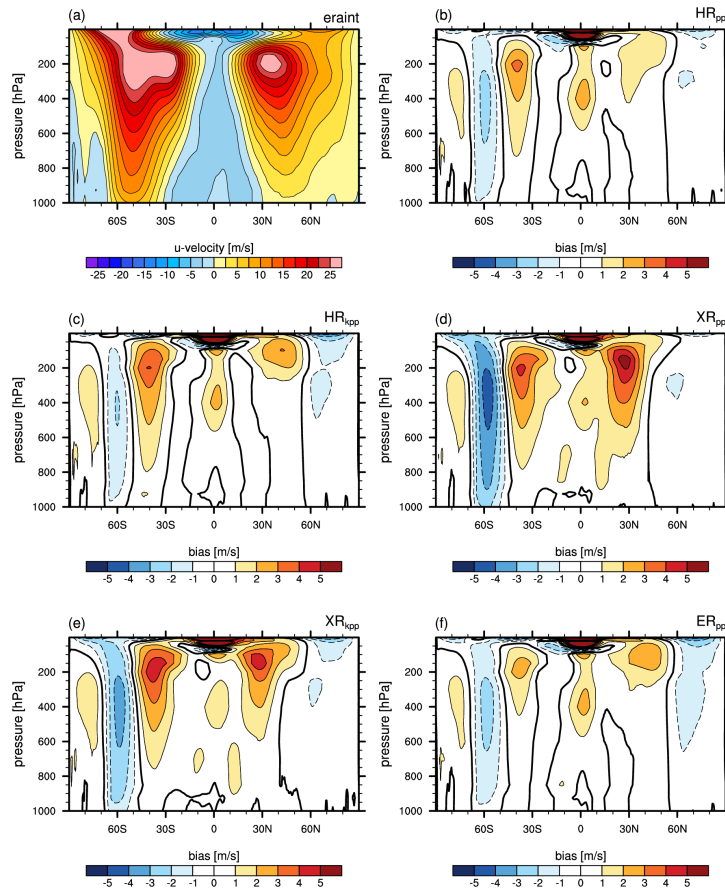 (a) eraint
pressure [hPa]
200
400
600
800
1000
60S 30S 0 30N 60N
u-velocity [m/s]
-25 -20 -15 -10 -5 0 5 10 15 20 25
(b) HRpp
pressure [hPa]
200
400
600
800
1000
60S 30S 0 30N 60N
bias [m/s]
-5 -4 -3 -2 -1 0 1 2 3 4 5
(c) HRkpp
pressure [hPa]
200
400
600
800
1000
60S 30S 0 30N 60N
bias [m/s]
-5 -4 -3 -2 -1 0 1 2 3 4 5
(d) XRpp
pressure [hPa]
200
400
600
800
1000
60S 30S 0 30N 60N
bias [m/s]
-5 -4 -3 -2 -1 0 1 2 3 4 5
(e) XRkpp
pressure [hPa]
200
400
600
800
1000
60S 30S 0 30N 60N
bias [m/s]
-5 -4 -3 -2 -1 0 1 2 3 4 5
(f) ERpp
pressure [hPa]
200
400
600
800
1000
60S 30S 0 30N 60N
bias [m/s]
-5 -4 -3 -2 -1 0 1 2 3 4 5